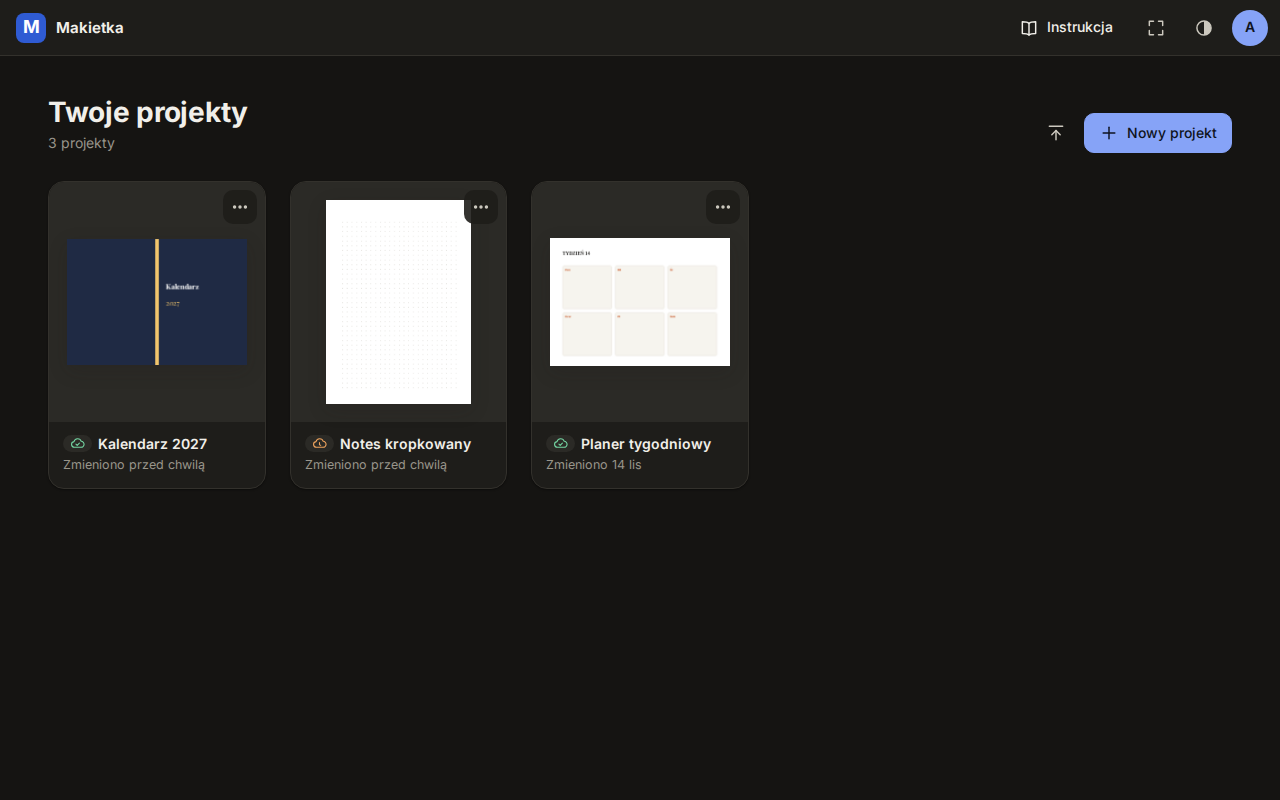 M Makietka
Instrukcja
A
Twoje projekty
3 projekty
Nowy projekt
Kalendarz
2027
TYDZIEŃ 14
Kalendarz 2027
Zmieniono przed chwilą
Notes kropkowany
Zmieniono przed chwilą
Planer tygodniowy
Zmieniono 14 lis